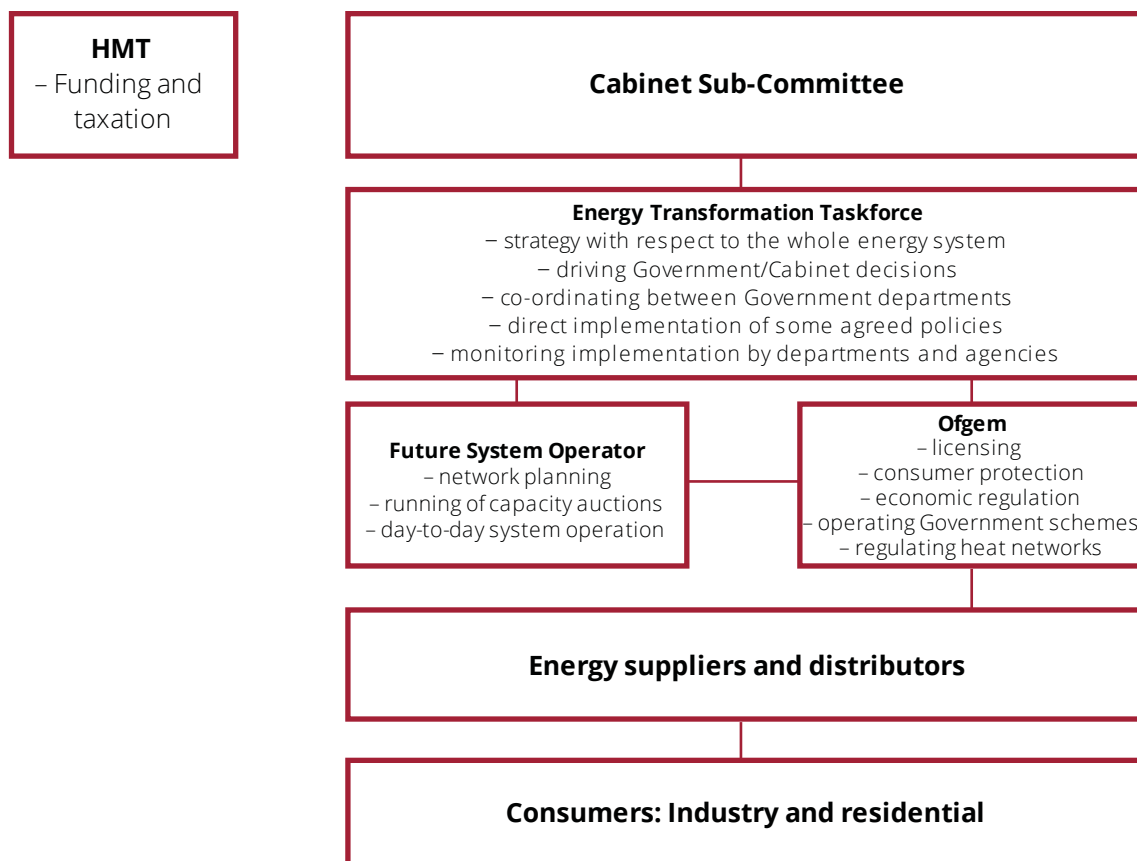 HMT
– Funding and
taxation
Cabinet Sub-Committee
Energy Transformation Taskforce
– strategy with respect to the whole energy system
– driving Government/Cabinet decisions
– co-ordinating between Government departments
– direct implementation of some agreed policies
– monitoring implementation by departments and agencies
Future System Operator
– network planning
– running of capacity auctions
– day-to-day system operation
Ofgem
– licensing
– consumer protection
– economic regulation
– operating Government schemes
– regulating heat networks
Energy suppliers and distributors
Consumers: Industry and residential